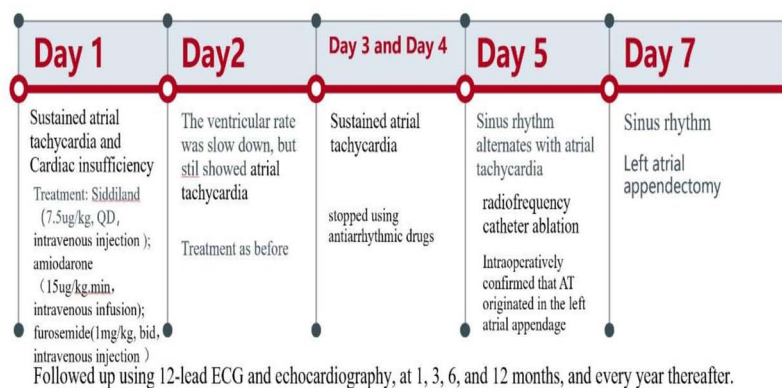 Day 1
Sustained atrial
tachycardia and
Cardiac insufficiency
Treatment: Siddiland
(7.5ug/kg, QD,
intravenous injection );
amiodarone
(15ug/kg.min,
intravenous infusion);
furosemide(1mg/kg, bid,
intravenous injection )
Day2
The ventricular rate
was slow down, but
stil showed atrial
tachycardia
Treatment as before
Day 3 and Day 4
Sustained atrial
tachycardia
stopped using
antiarrhythmic drugs
Day 5
Sinus rhythm
alternates with atrial
tachycardia
radiofrequency
catheter ablation
Intraoperatively
confirmed that AT
originated in the left
atrial appendage
Day 7
Sinus rhythm
Left atrial
appendectomy
Followed up using 12-lead ECG and echocardiography, at 1, 3, 6, and 12 months, and every year thereafter.